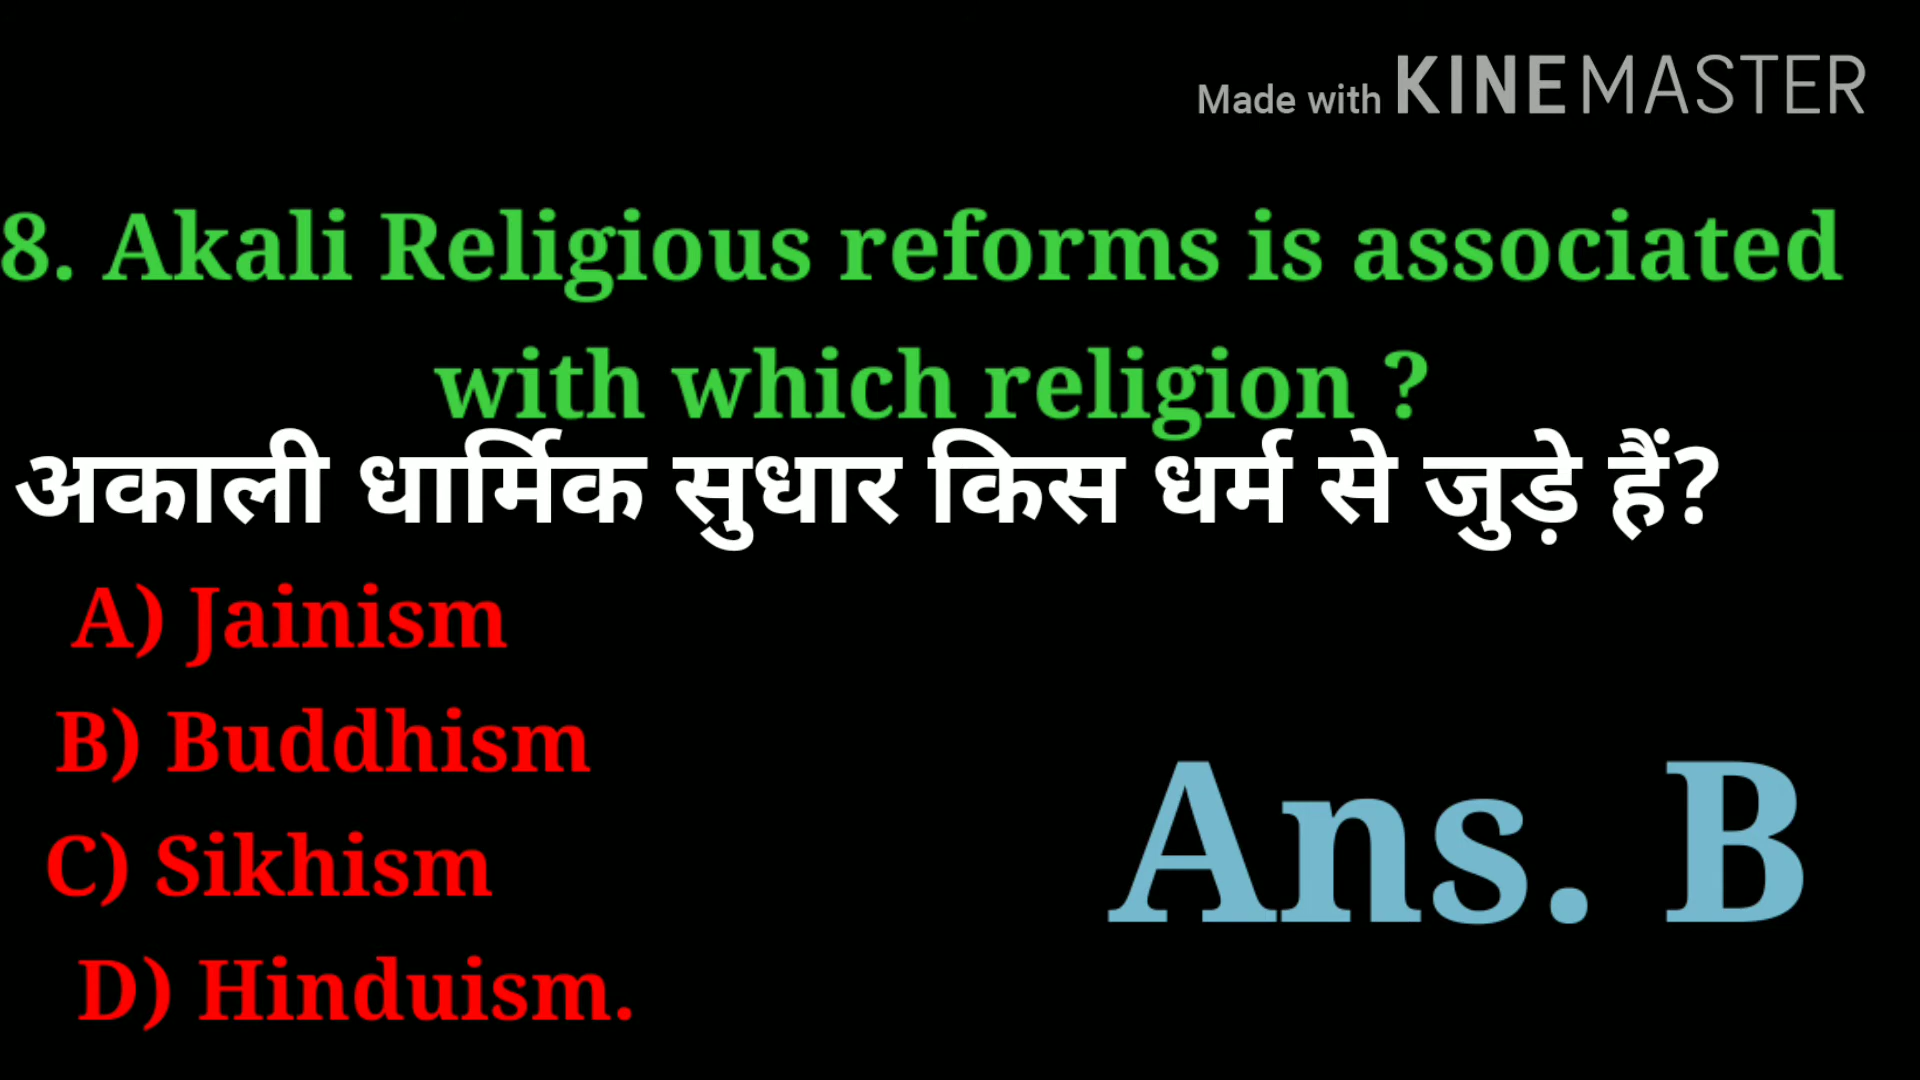 Made with KINEMASTER
8. Akali Religious reforms is associated
with which religion ?
अकाली धार्मिक सुधार किस धर्म से जुड़े हैं?
A) Jainism
B) Buddhism
C) Sikhism
D) Hinduism.
Ans. B